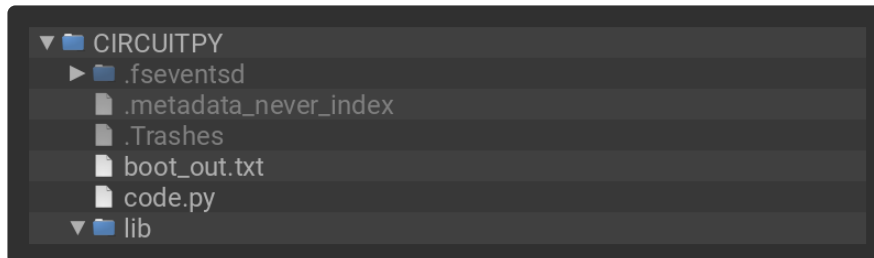 CIRCUITPY
.fseventsd
.metadata_never_index
.Trashes
boot_out.txt
code.py
lib